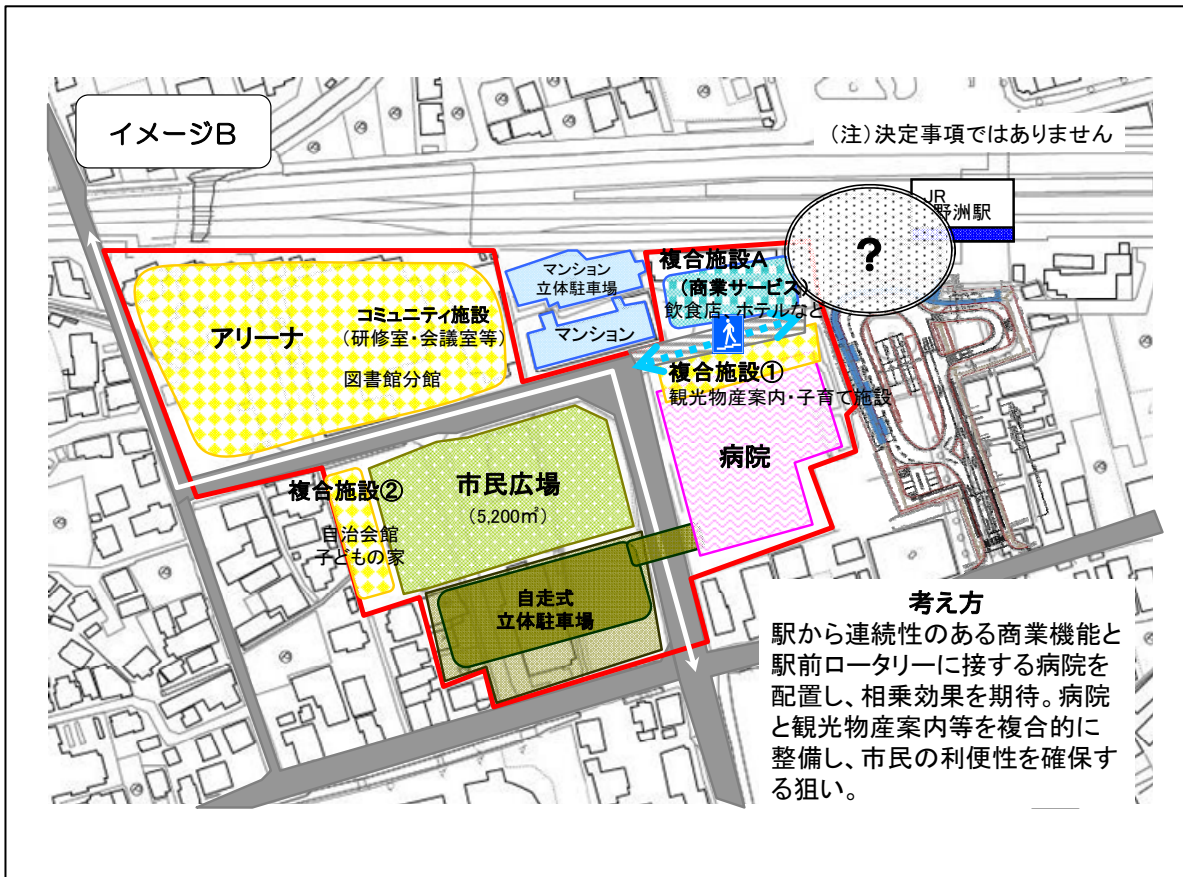 イメージB
（注）決定事項ではありません
JR
野洲駅
?
複合施設A
（商業サービス）
飲食店、ホテルなど
マンション
立体駐車場
マンション
アリーナ
コミュニティ施設
（研修室・会議室等）
図書館分館
複合施設①
観光物産案内・子育て施設
病院
複合施設②
自治会館
子どもの家
市民広場
（5,200㎡）
自走式
立体駐車場
考え方
駅から連続性のある商業機能と
駅前ロータリーに接する病院を
配置し、相乗効果を期待。病院
と観光物産案内等を複合的に
整備し、市民の利便性を確保す
る狙い。